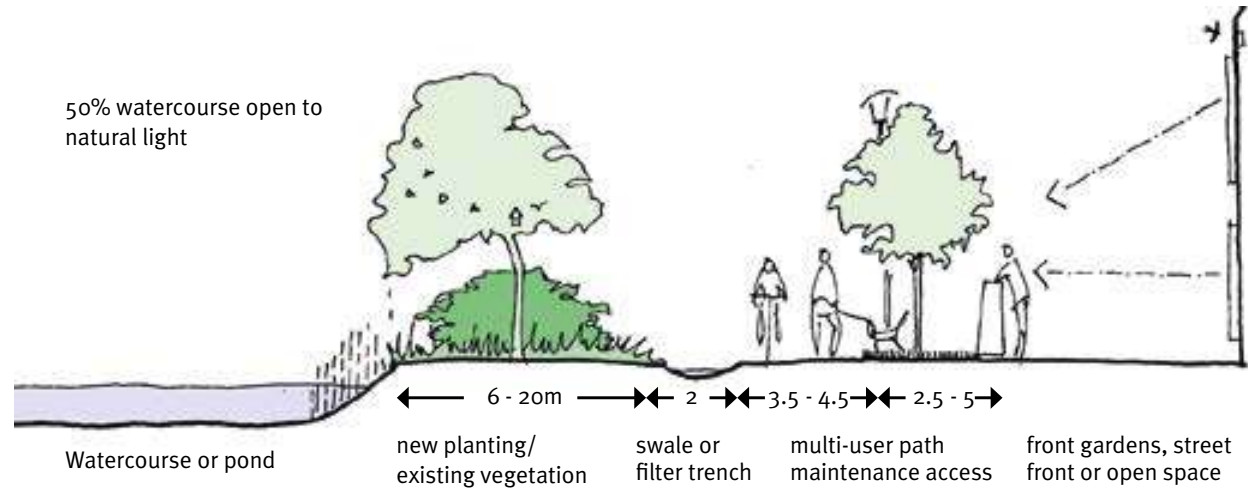 50% watercourse open to
natural light
6 - 20m
2
3.5 - 4.5
2.5 - 5
Watercourse or pond
new planting/
existing vegetation
swale or
filter trench
multi-user path
maintenance access
front gardens, street
front or open space